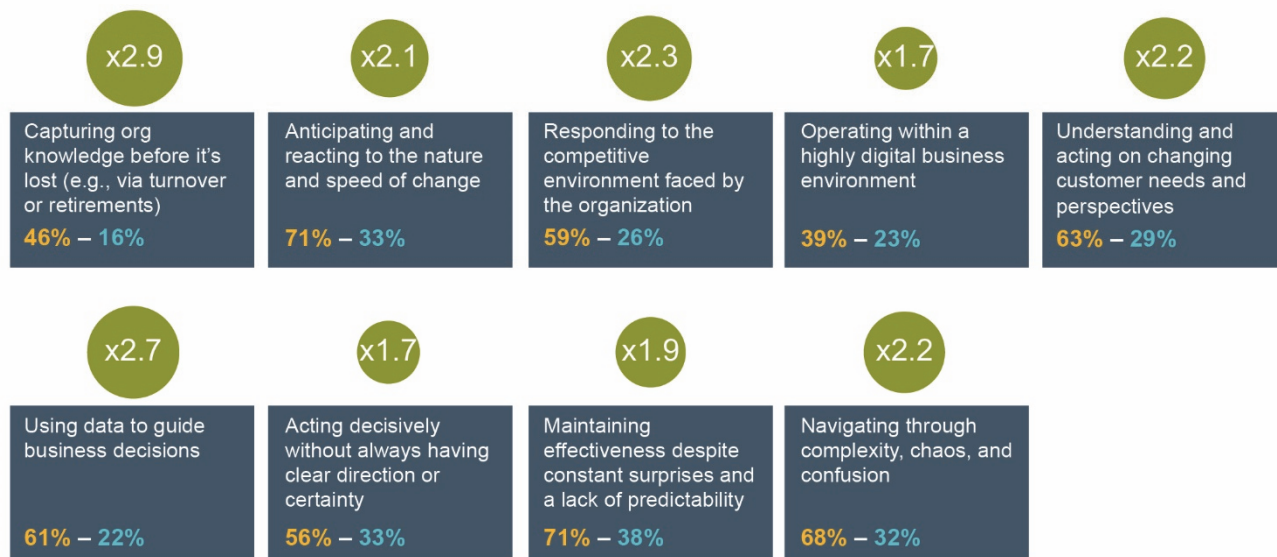 x2.9
x2.1
x2.3
x1.7
x2.2
Capturing org
knowledge before it's
lost (e.g., via turnover
or retirements)
46% – 16%
Anticipating and
reacting to the nature
and speed of change
71% – 33%
Responding to the
competitive
environment faced by
the organization
59% – 26%
Operating within a
highly digital business
environment
39% – 23%
Understanding and
acting on changing
customer needs and
perspectives
63% – 29%
x2.7
x1.7
x1.9
x2.2
Using data to guide
business decisions
61% – 22%
Acting decisively
without always having
clear direction or
certainty
56% – 33%
Maintaining
effectiveness despite
constant surprises and
a lack of predictability
71% – 38%
Navigating through
complexity, chaos, and
confusion
68% – 32%